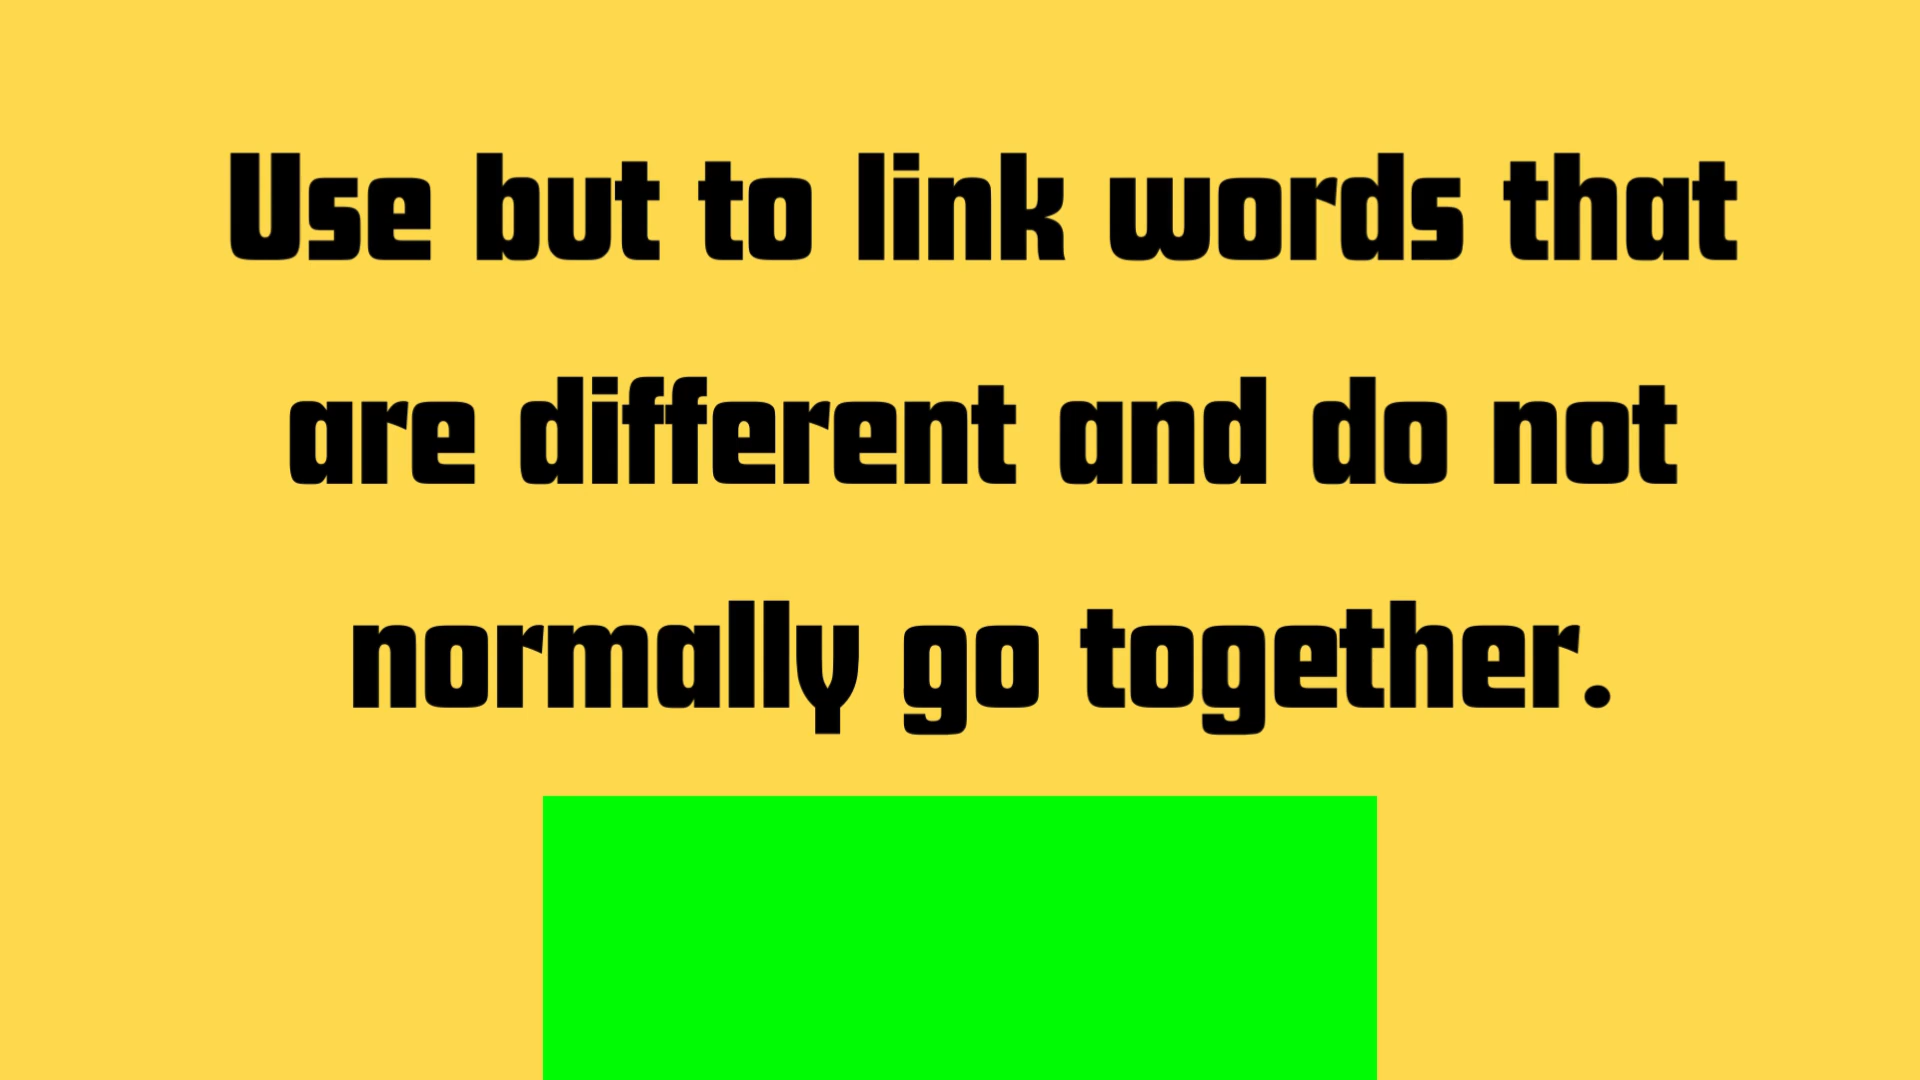 Use but to link words that
are different and do not
normally go together.